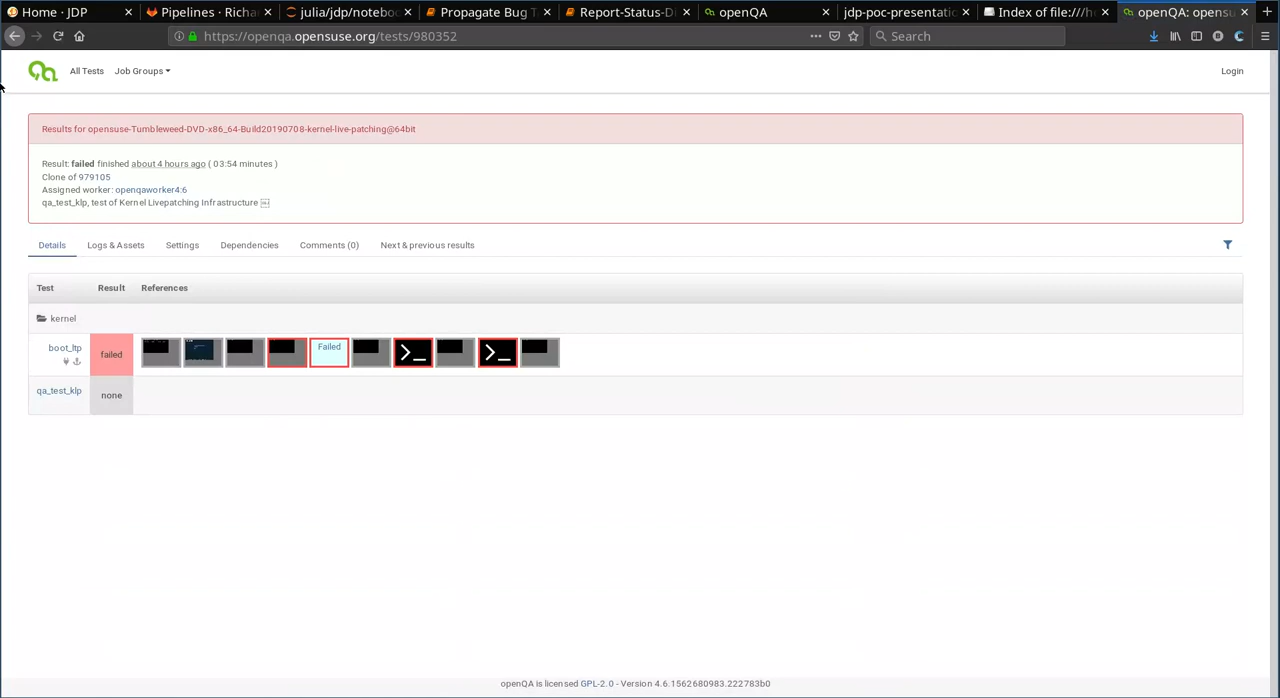 Home · JDP
Pipelines · Richa
julia/jdp/notebo
Propagate Bug T
Report-Status-Di
openQA
jdp-poc-presentatio
Index of file:///h
openQA: opensu
https://openqa.opensuse.org/tests/980352
Search
All Tests Job Groups Login
Results for opensuse-Tumbleweed-DVD-x86_64-Build20190708-kernel-live-patching@64bit
Result: failed finished about 4 hours ago ( 03:54 minutes )
Clone of 979105
Assigned worker: openqaworker4:6
qa_test_klp, test of Kernel Livepatching Infrastructure
Details Logs & Assets Settings Dependencies Comments (0) Next & previous results
Test Result References
kernel
boot_ltp failed Failed >_ >_
qa_test_klp none
openQA is licensed GPL-2.0 - Version 4.6.1562680983.222783b0